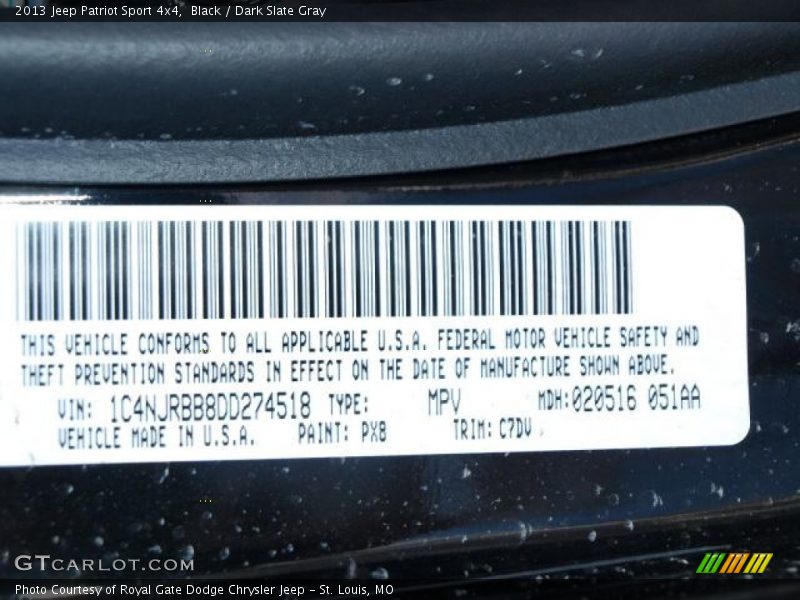 2013 Jeep Patriot Sport 4x4,  Black / Dark Slate Gray
THIS VEHICLE CONFORMS TO ALL APPLICABLE U.S.A. FEDERAL MOTOR VEHICLE SAFETY AND
THEFT PREVENTION STANDARDS IN EFFECT ON THE DATE OF MANUFACTURE SHOWN ABOVE.
VIN: 1C4NJRBB8DD274518 TYPE: MPV MDH:020516 051AA
VEHICLE MADE IN U.S.A. PAINT: PX8 TRIM: C7DV
GTCARLOT.COM
Photo Courtesy of Royal Gate Dodge Chrysler Jeep - St. Louis, MO